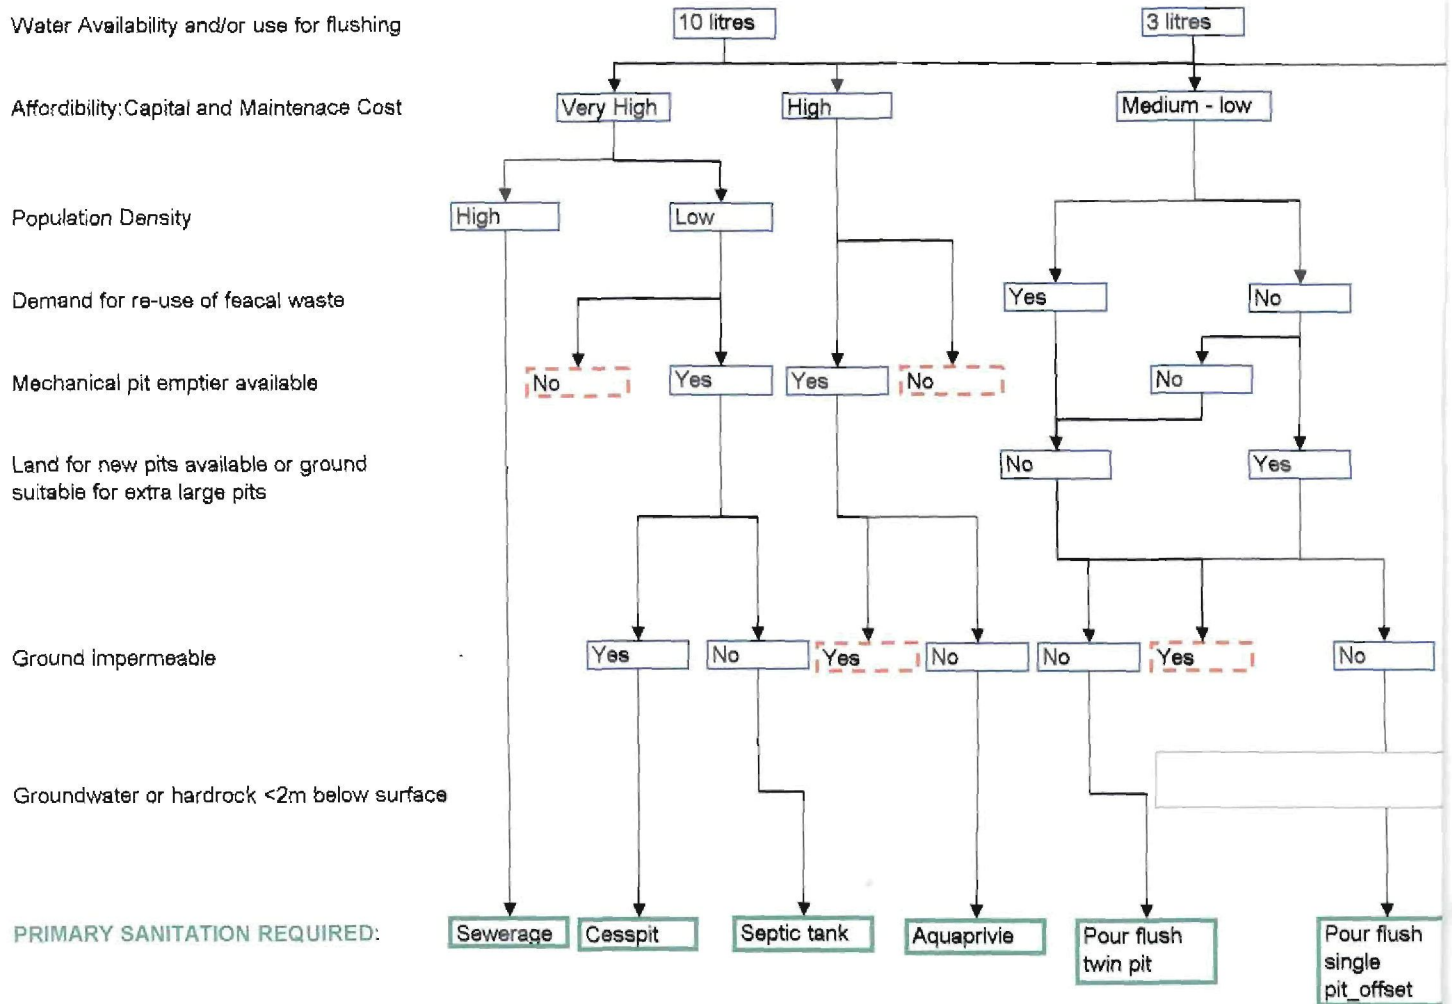 Water Availability and/or use for flushing
10 litres
3 litres
Affordibility:Capital and Maintenace Cost
Very High
High
Medium - low
Population Density
High
Low
Demand for re-use of feacal waste
Yes
No
Mechanical pit emptier available
No
Yes
Yes
No
No
Land for new pits available or ground
suitable for extra large pits
No
Yes
Ground impermeable
Yes
No
Yes
No
No
Yes
No
Groundwater or hardrock <2m below surface
PRIMARY SANITATION REQUIRED:
Sewerage
Cesspit
Septic tank
Aquaprivie
Pour flush
twin pit
Pour flush
single
pit_offset